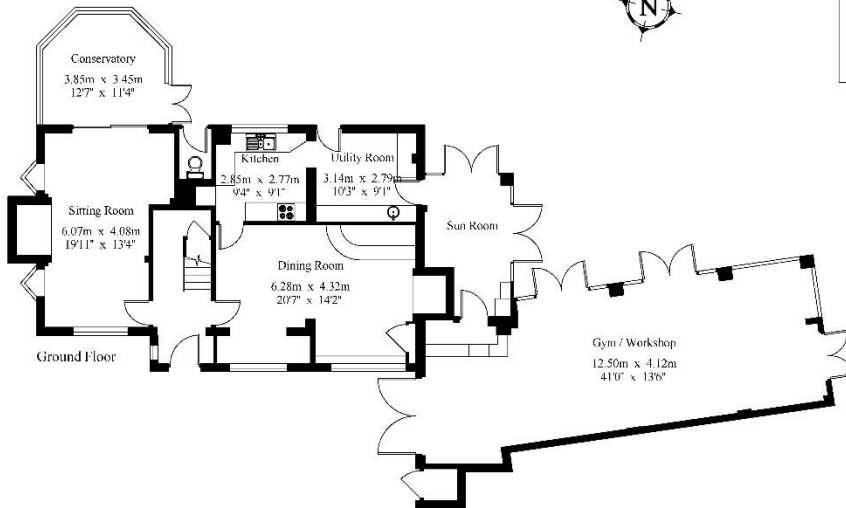 N
Conservatory
3.85m x 3.45m
12'7" x 11'4"
Kitchen
2.85m x 2.77m
9'4" x 9'1"
Utility Room
3.14m x 2.79m
10'3" x 9'1"
Sitting Room
6.07m x 4.08m
19'11" x 13'4"
Sun Room
Dining Room
6.28m x 4.32m
20'7" x 14'2"
Gym / Workshop
12.50m x 4.12m
41'0" x 13'6"
Ground Floor